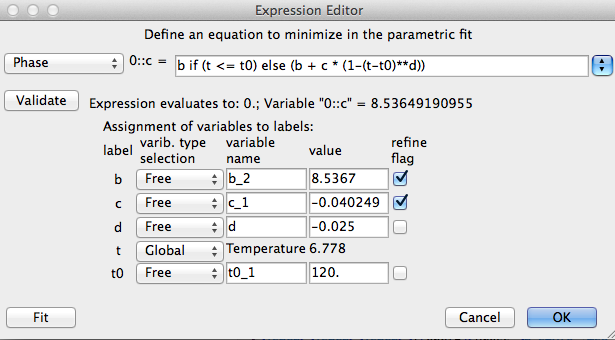 Expression Editor
Define an equation to minimize in the parametric fit
Phase 0::c = b if (t <= t0) else (b + c * (1-(t-t0)**d))
Validate Expression evaluates to: 0.; Variable "0::c" = 8.53649190955
Assignment of variables to labels:
label varib. type selection variable name value refine flag
b Free b_2 8.5367
c Free c_1 -0.040249
d Free d -0.025
t Global Temperature 6.778
t0 Free t0_1 120.
Fit Cancel OK